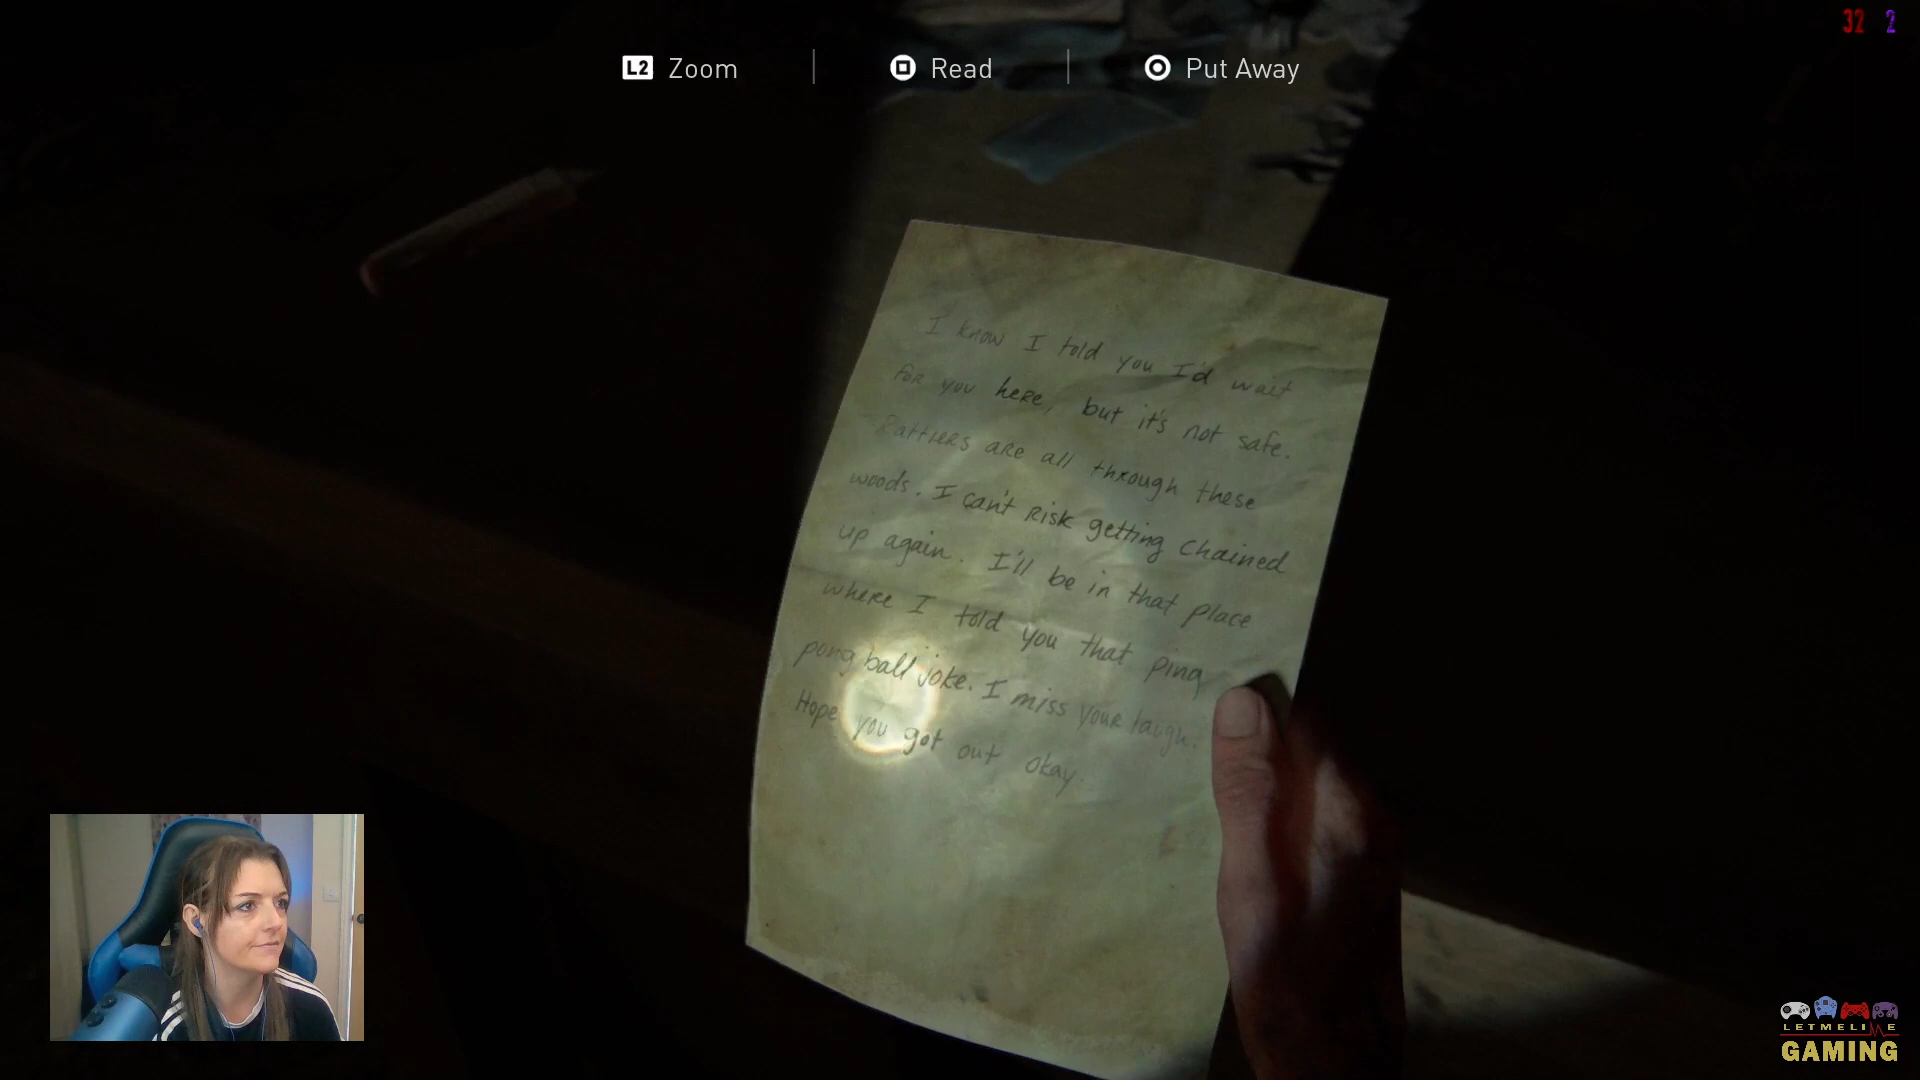 32 2
L2 Zoom | Read | Put Away
I know I told you I'd wait
for you here, but it's not safe.
Rattlers are all through these
woods. I can't risk getting chained
up again. I'll be in that place
where I told you that ping
pong ball joke. I miss your laugh.
Hope you got out okay.
LETMELIVE
GAMING